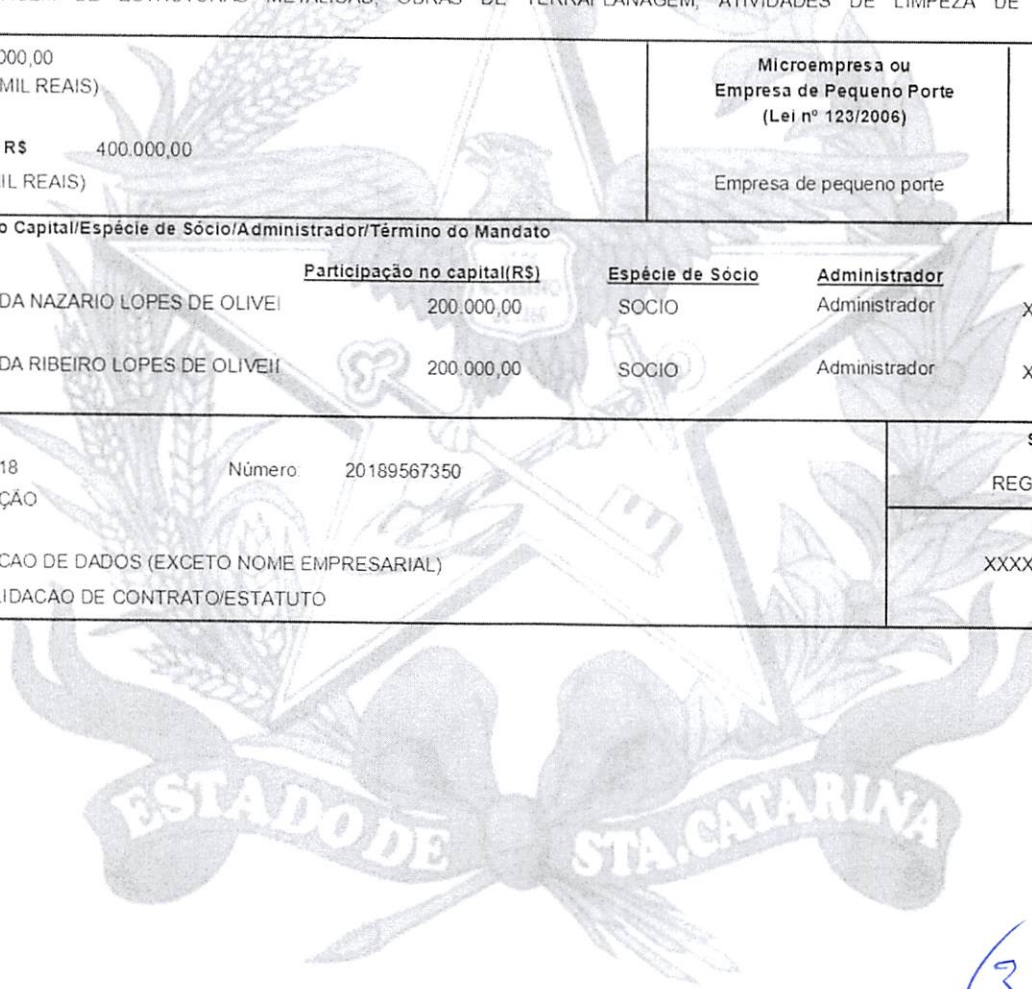 DE ESTRUTURAS METÁLICAS, OBRAS DE TERRAPLANAGEM, ATIVIDADES DE LIMPEZA DE
000,00
MIL REAIS)
R$ 400.000,00
IL REAIS)
Microempresa ou
Empresa de Pequeno Porte
(Lei nº 123/2006)
Empresa de pequeno porte
o Capital/Espécie de Sócio/Administrador/Término do Mandato
Participação no capital(R$) Espécie de Sócio Administrador
DA NAZARIO LOPES DE OLIVEI 200.000,00 SOCIO Administrador X
DA RIBEIRO LOPES DE OLIVEII 200.000,00 SOCIO Administrador X
18 Número: 20189567350
ÇÃO
CAO DE DADOS (EXCETO NOME EMPRESARIAL)
IDACAO DE CONTRATO/ESTATUTO
S
REG
XXXX
ESTADO DE STA.CATARINA